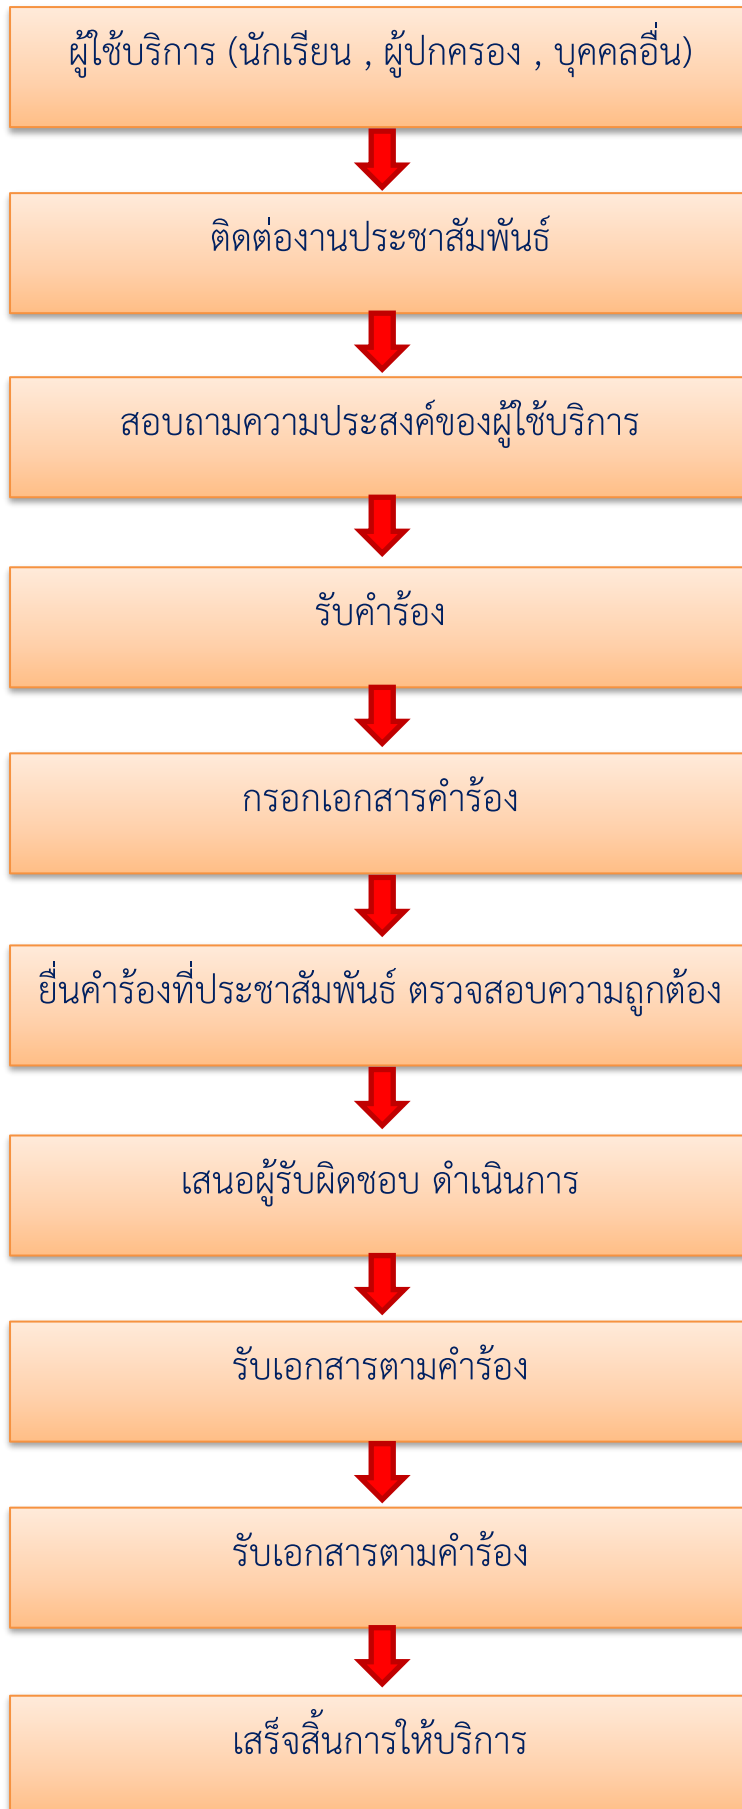 ผู้ใช้บริการ (นักเรียน , ผู้ปกครอง , บุคคลอื่น)
ติดต่องานประชาสัมพันธ์
สอบถามความประสงค์ของผู้ใช้บริการ
รับคำร้อง
กรอกเอกสารคำร้อง
ยื่นคำร้องที่ประชาสัมพันธ์ ตรวจสอบความถูกต้อง
เสนอผู้รับผิดชอบ ดำเนินการ
รับเอกสารตามคำร้อง
รับเอกสารตามคำร้อง
เสร็จสิ้นการให้บริการ